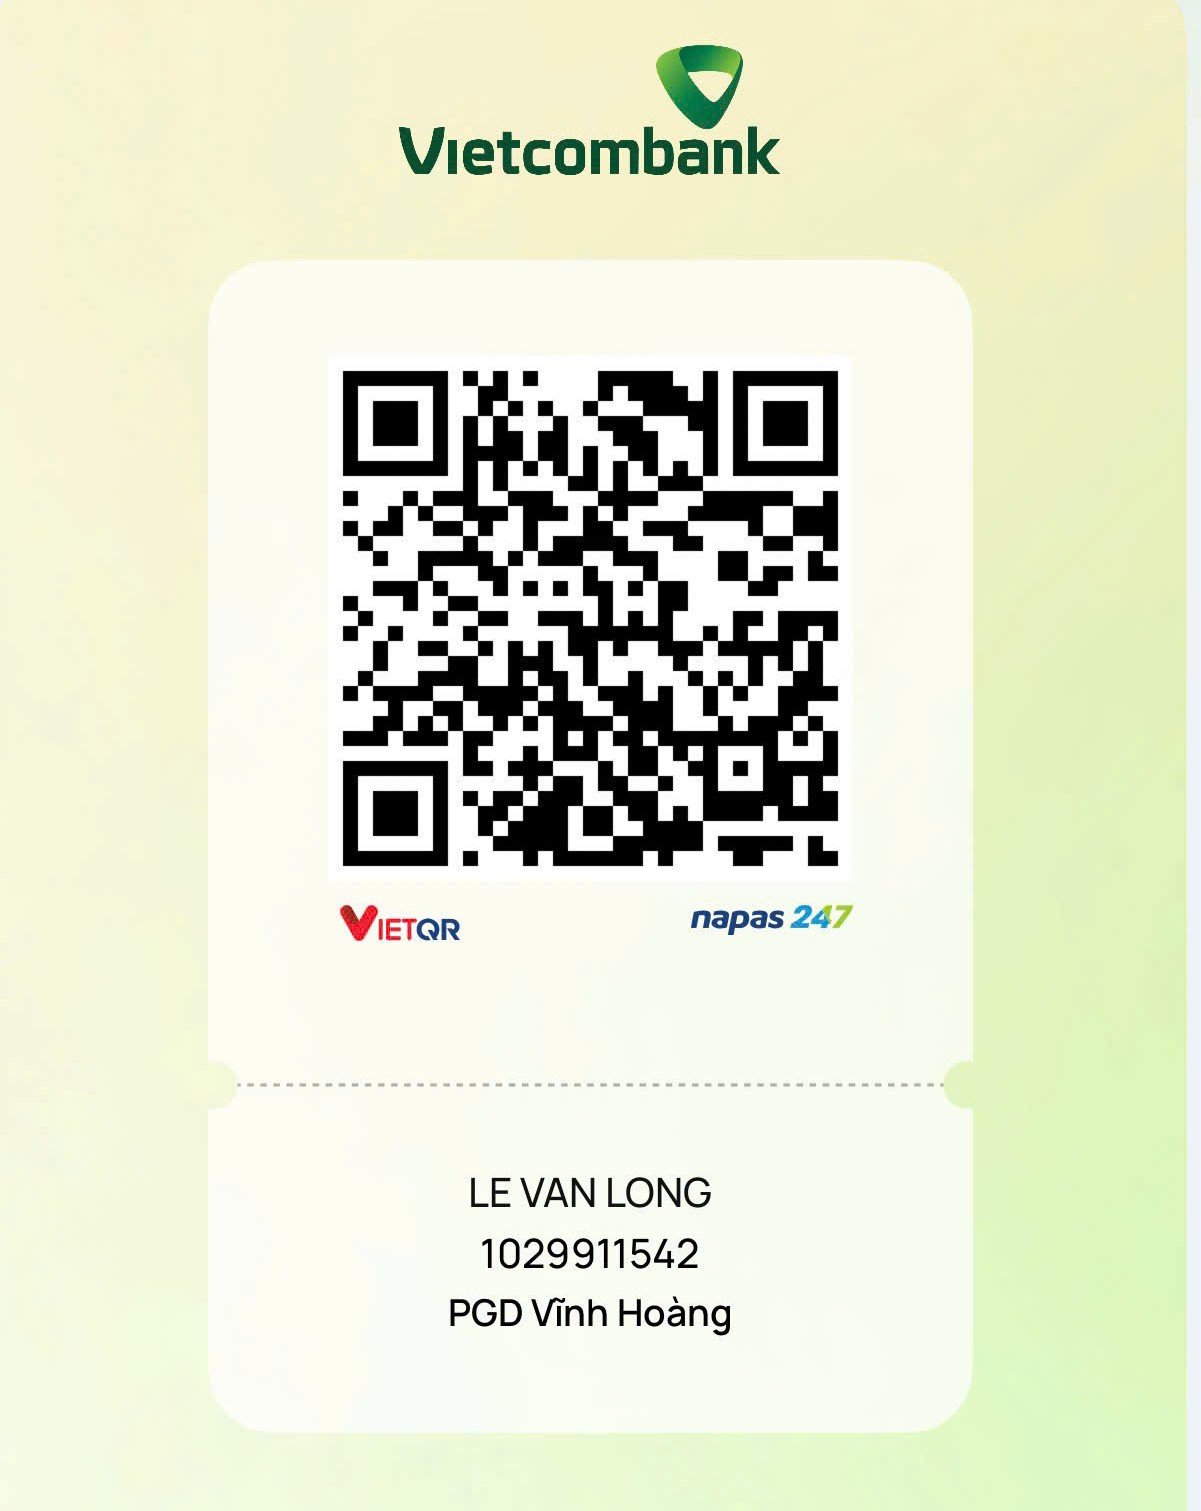 Vietcombank
VIETQR
napas 247
LE VAN LONG
1029911542
PGD Vĩnh Hoàng